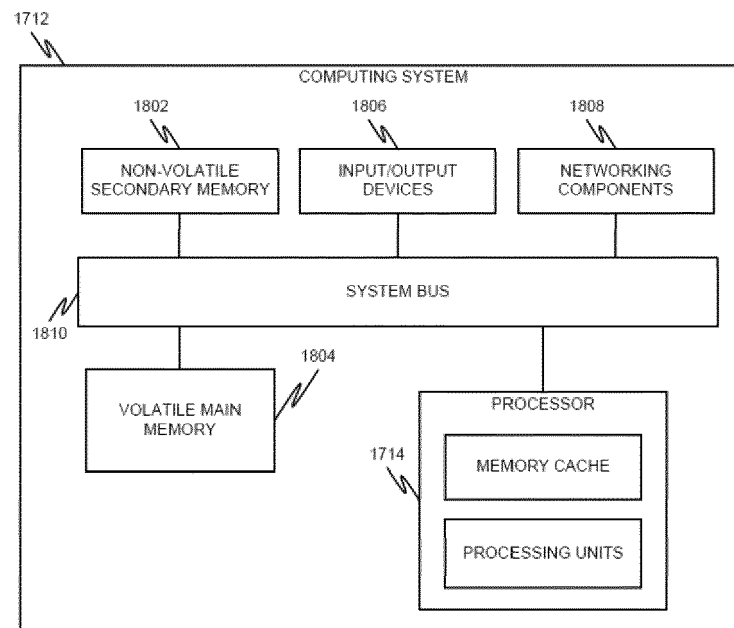 1712
COMPUTING SYSTEM
1802
1806
1808
NON-VOLATILE
SECONDARY MEMORY
INPUT/OUTPUT
DEVICES
NETWORKING
COMPONENTS
SYSTEM BUS
1810
1804
VOLATILE MAIN
MEMORY
PROCESSOR
1714
MEMORY CACHE
PROCESSING UNITS